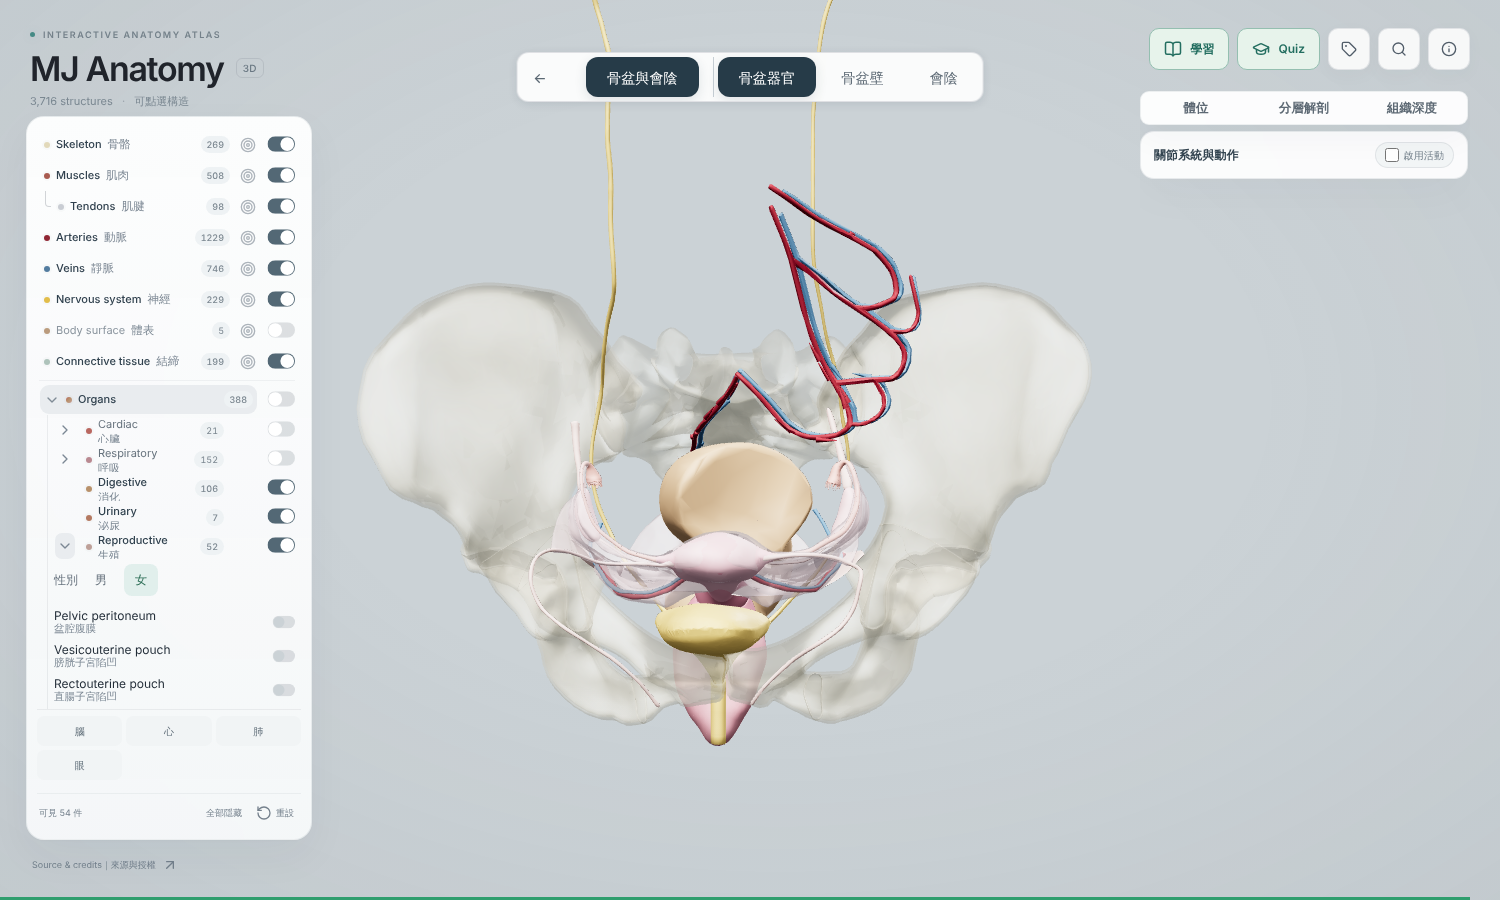 INTERACTIVE ANATOMY ATLAS
MJ Anatomy 3D
3,716 structures · 可點選構造
骨盆與會陰 骨盆器官 骨盆壁 會陰
學習 Quiz
體位 分層解剖 組織深度
關節系統與動作 啟用活動
Skeleton 骨骼 269
Muscles 肌肉 508
Tendons 肌腱 98
Arteries 動脈 1229
Veins 靜脈 746
Nervous system 神經 229
Body surface 體表 5
Connective tissue 結締 199
Organs 388
Cardiac 21
心臟
Respiratory 152
呼吸
Digestive 106
消化
Urinary 7
泌尿
Reproductive 52
生殖
性別 男 女
Pelvic peritoneum
盆腔腹膜
Vesicouterine pouch
膀胱子宮陷凹
Rectouterine pouch
直腸子宮陷凹
腦 心 肺
眼
可見 54 件 全部隱藏 重設
Source & credits | 來源與授權